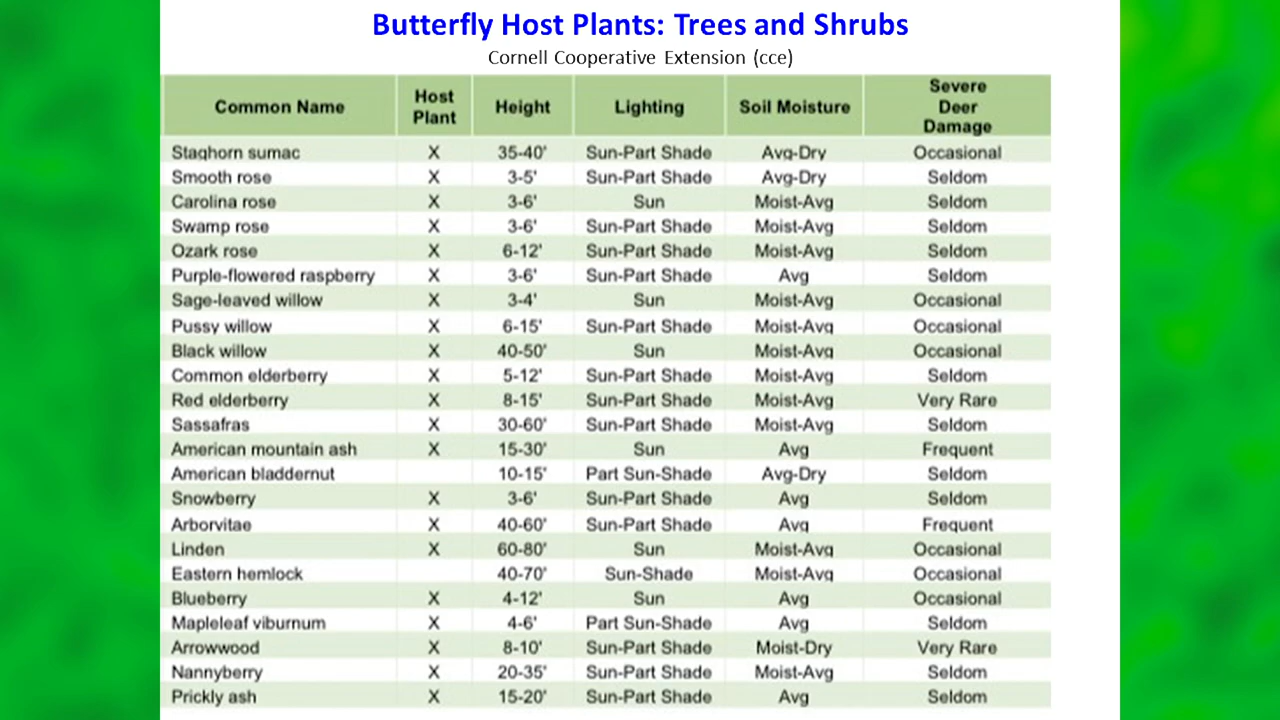 Butterfly Host Plants: Trees and Shrubs
Cornell Cooperative Extension (cce)
Common Name Host Plant Height Lighting Soil Moisture Severe Deer Damage
Staghorn sumac X 35-40' Sun-Part Shade Avg-Dry Occasional
Smooth rose X 3-5' Sun-Part Shade Avg-Dry Seldom
Carolina rose X 3-6' Sun Moist-Avg Seldom
Swamp rose X 3-6' Sun-Part Shade Moist-Avg Seldom
Ozark rose X 6-12' Sun-Part Shade Moist-Avg Seldom
Purple-flowered raspberry X 3-6' Sun-Part Shade Avg Seldom
Sage-leaved willow X 3-4' Sun Moist-Avg Occasional
Pussy willow X 6-15' Sun-Part Shade Moist-Avg Occasional
Black willow X 40-50' Sun Moist-Avg Occasional
Common elderberry X 5-12' Sun-Part Shade Moist-Avg Seldom
Red elderberry X 8-15' Sun-Part Shade Moist-Avg Very Rare
Sassafras X 30-60' Sun-Part Shade Moist-Avg Seldom
American mountain ash X 15-30' Sun Avg Frequent
American bladdernut 10-15' Part Sun-Shade Avg-Dry Seldom
Snowberry X 3-6' Sun-Part Shade Avg Seldom
Arborvitae X 40-60' Sun-Part Shade Avg Frequent
Linden X 60-80' Sun Moist-Avg Occasional
Eastern hemlock 40-70' Sun-Shade Moist-Avg Occasional
Blueberry X 4-12' Sun Avg Occasional
Mapleleaf viburnum X 4-6' Part Sun-Shade Avg Seldom
Arrowwood X 8-10' Sun-Part Shade Moist-Dry Very Rare
Nannyberry X 20-35' Sun-Part Shade Moist-Avg Seldom
Prickly ash X 15-20' Sun-Part Shade Avg Seldom